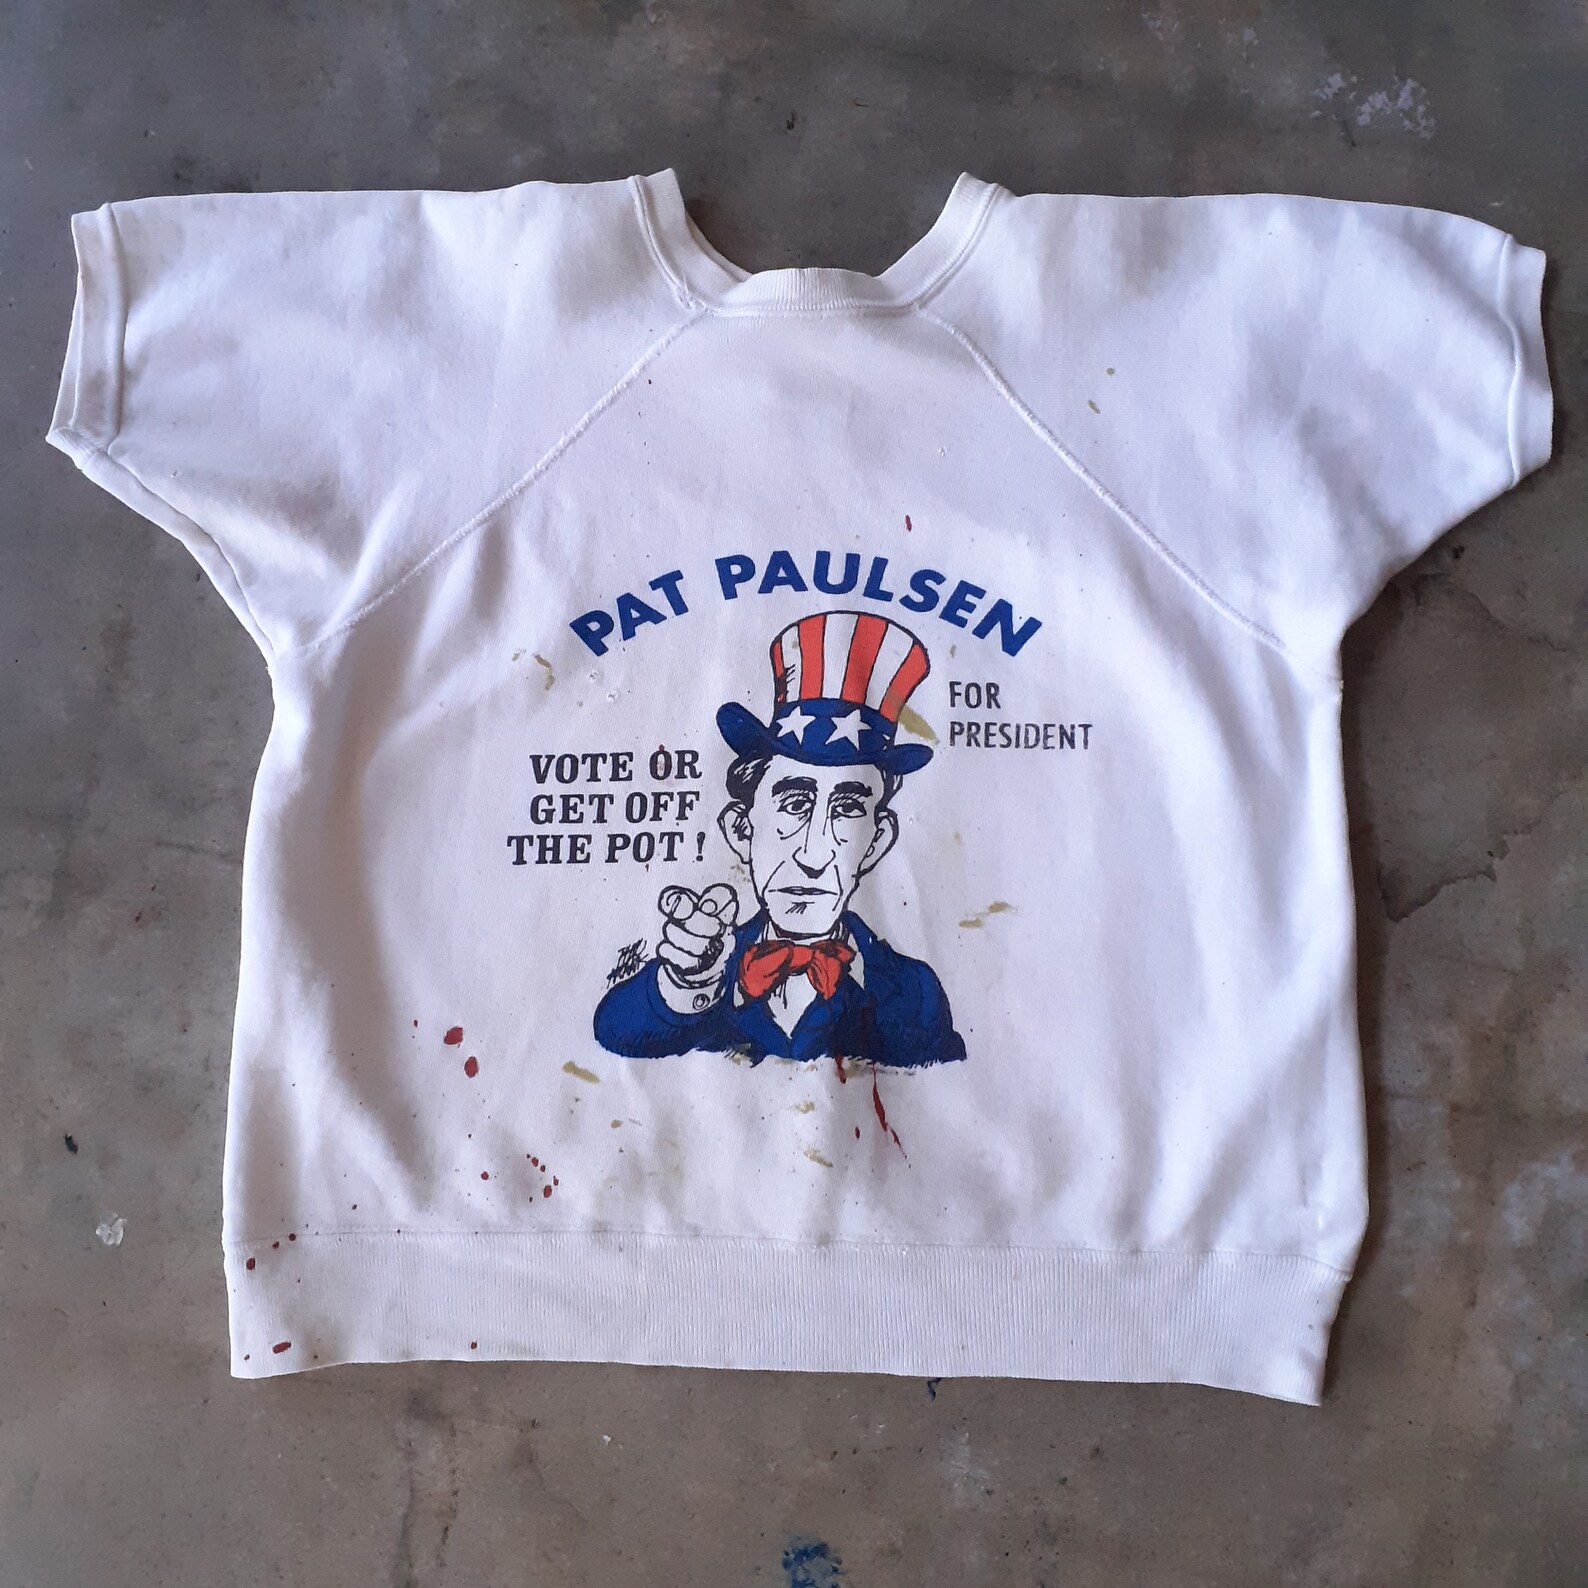 PAT PAULSEN
FOR
PRESIDENT
VOTE OR
GET OFF
THE POT!